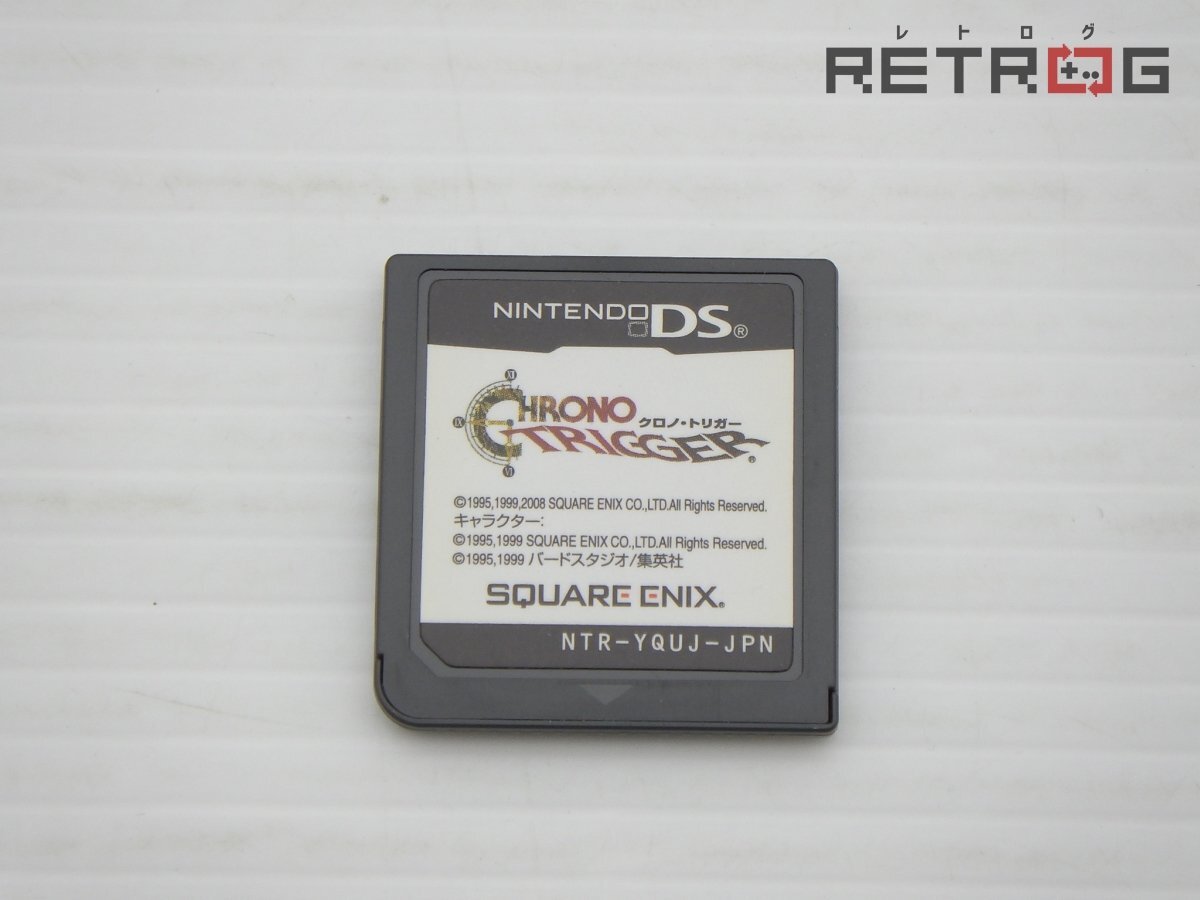 レトログ
RETROG
NINTENDO DS®
CHRONO
クロノ・トリガー
TRIGGER®
©1995,1999,2008 SQUARE ENIX CO.,LTD.All Rights Reserved.
キャラクター:
©1995,1999 SQUARE ENIX CO.,LTD.All Rights Reserved.
©1995,1999 バードスタジオ/集英社
SQUARE ENIX®
NTR-YQUJ-JPN